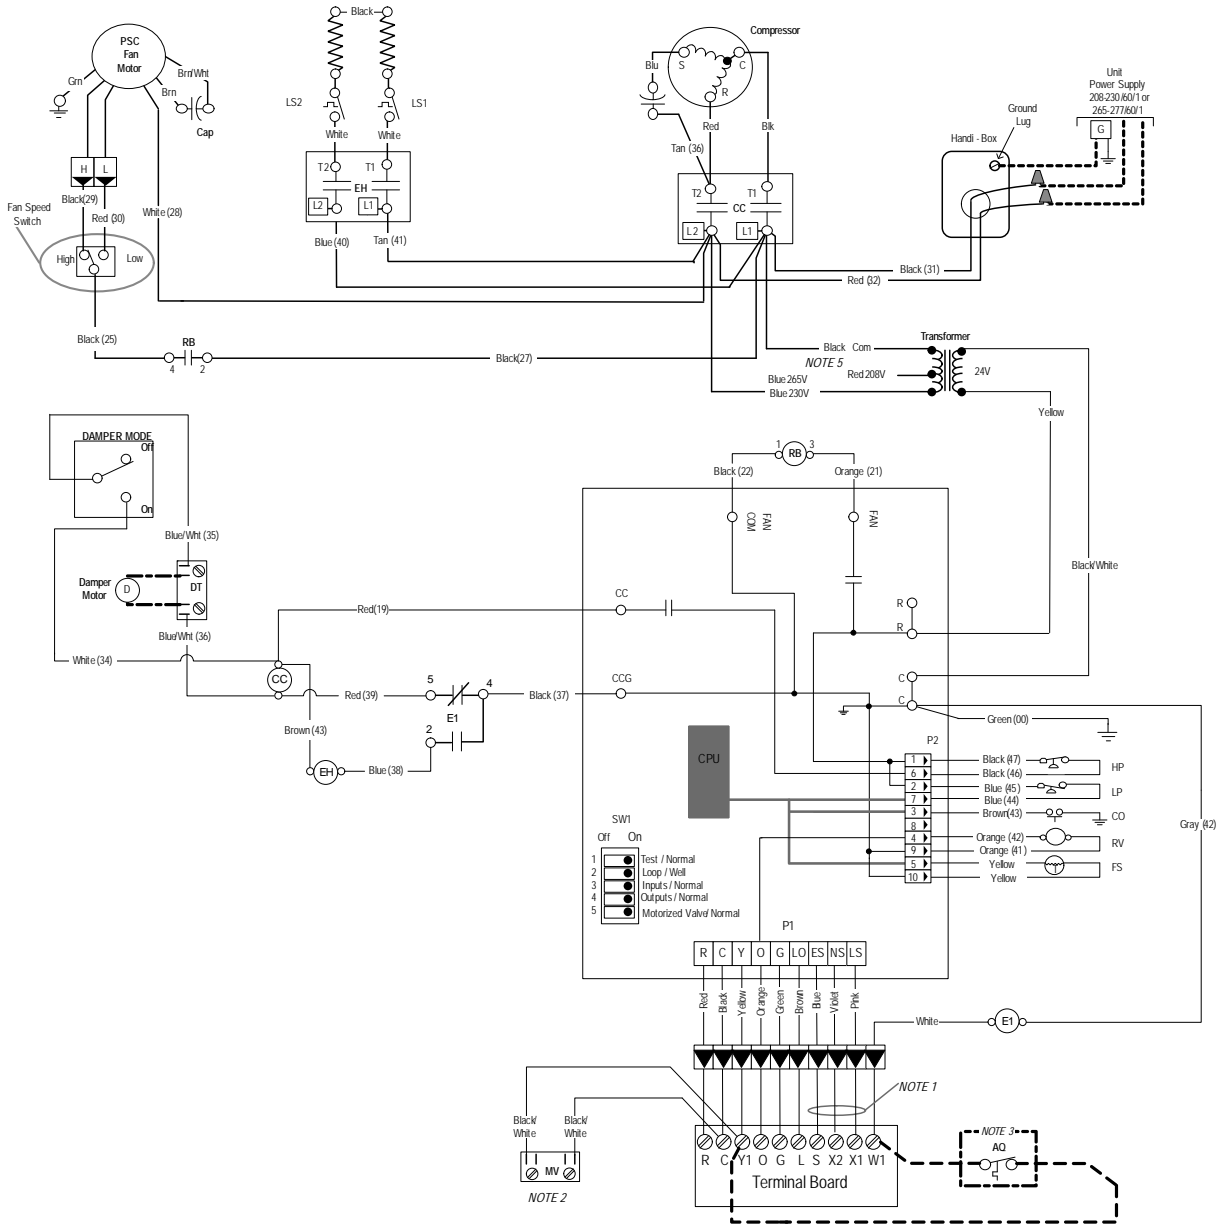 Black
Compressor
PSC
Fan
Motor
Grn
Brn/Wht
Brn
Cap
LS2
LS1
White
White
Blu
S
C
R
Tan (36)
Red
Blk
Unit
Power Supply
208-230/60/1 or
265-277/60/1
G
Ground
Lug
Handi - Box
H
L
T2
T1
EH
L2
L1
T2
T1
CC
L2
L1
Black(29)
Red (30)
White (28)
Fan Speed
Switch
High
Low
Blue (40)
Tan (41)
Black (31)
Red (32)
Black (25)
RB
4
2
Black(27)
Black Com
NOTE 5
Red 208V
Blue 265V
Blue 230V
Transformer
24V
Yellow
DAMPER MODE
Off
On
1
RB
3
Black (22)
Orange (21)
FAN
COM
FAN
Blue/Wht (35)
Damper
Motor
D
DT
Blue/Wht (36)
Black/White
CC
Red(19)
R
R
White (34)
CC
Red (39)
5
4
E1
2
Black (37)
CCG
C
C
Green (00)
Brown (43)
EH
Blue (38)
CPU
P2
1
6
2
7
3
8
4
9
5
10
Black (47)
Black (46)
HP
Blue (45)
Blue (44)
LP
Brown(43)
CO
Orange (42)
Orange (41)
RV
Yellow
Yellow
FS
Gray (42)
SW1
Off On
1 Test / Normal
2 Loop / Well
3 Inputs / Normal
4 Outputs / Normal
5 Motorized Valve/ Normal
P1
R C Y O G LO ES NS LS
Red
Black
Yellow
Orange
Green
Brown
Blue
Violet
Pink
White
E1
NOTE 1
Black/
White
Black/
White
MV
NOTE 2
R C Y1 O G L S X2 X1 W1
Terminal Board
NOTE 3
AQ